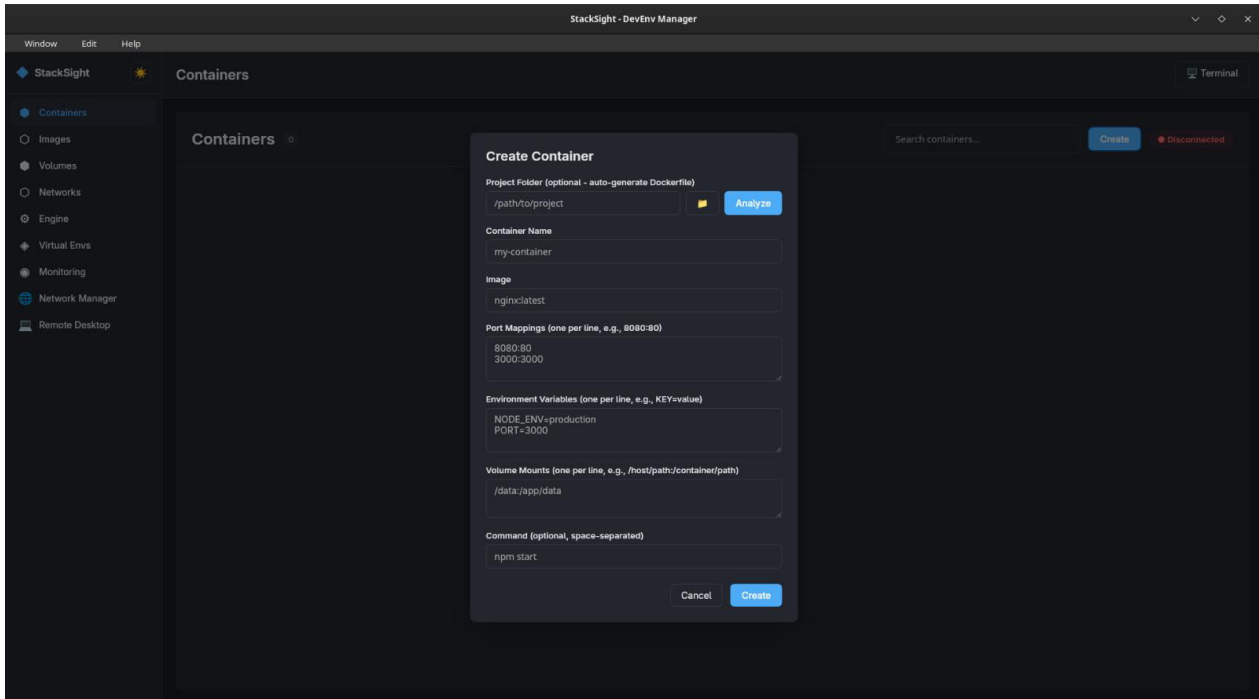 StackSight - DevEnv Manager
Window Edit Help
StackSight
Containers
Terminal
Containers
Images
Volumes
Networks
Engine
Virtual Envs
Monitoring
Network Manager
Remote Desktop
Containers 0
Search containers...
Create
Disconnected
Create Container
Project Folder (optional - auto-generate Dockerfile)
/path/to/project
Analyze
Container Name
my-container
Image
nginx:latest
Port Mappings (one per line, e.g., 8080:80)
8080:80
3000:3000
Environment Variables (one per line, e.g., KEY=value)
NODE_ENV=production
PORT=3000
Volume Mounts (one per line, e.g., /host/path:/container/path)
/data:/app/data
Command (optional, space-separated)
npm start
Cancel
Create